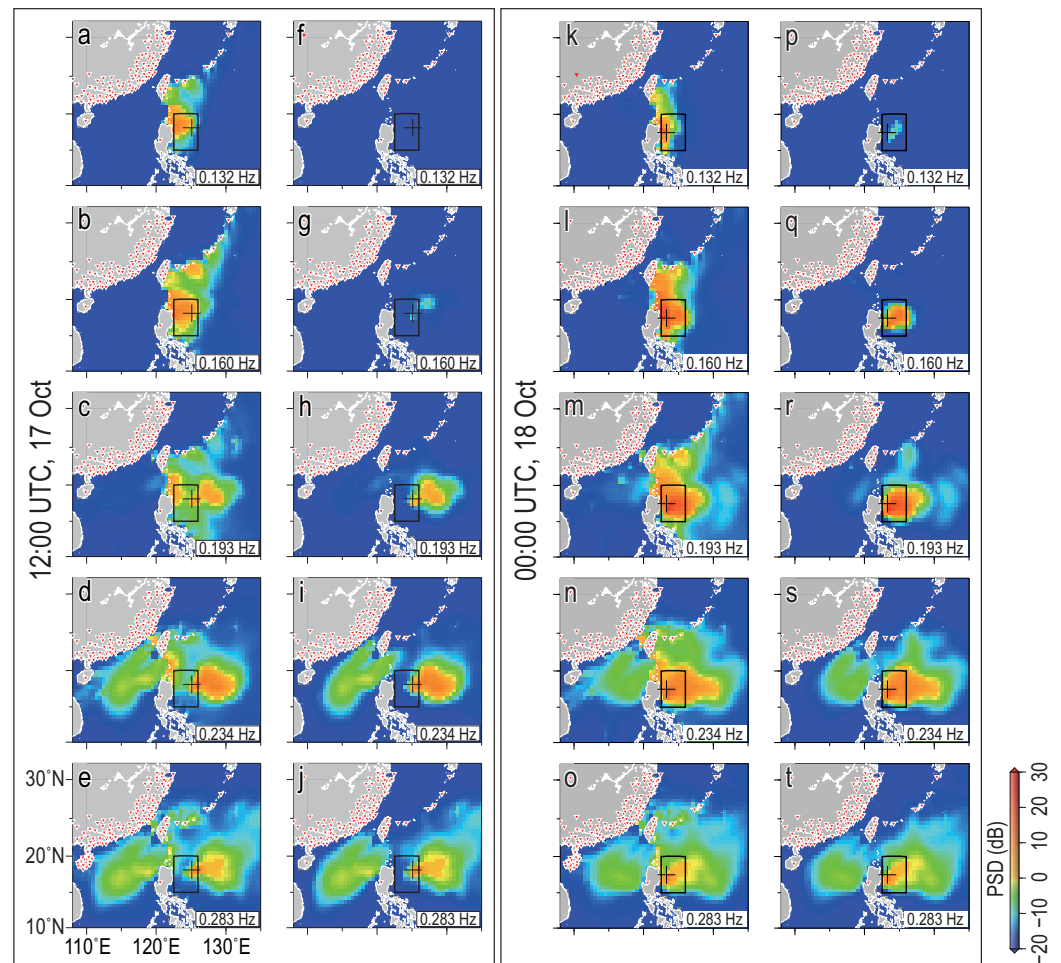 a f k p
0.132 Hz 0.132 Hz 0.132 Hz 0.132 Hz
b g l q
0.160 Hz 0.160 Hz 0.160 Hz 0.160 Hz
12:00 UTC, 17 Oct
00:00 UTC, 18 Oct
c h m r
0.193 Hz 0.193 Hz 0.193 Hz 0.193 Hz
d i n s
0.234 Hz 0.234 Hz 0.234 Hz 0.234 Hz
e j o t
30˚N
20˚N
10˚N
0.283 Hz 0.283 Hz 0.283 Hz 0.283 Hz
110˚E 120˚E 130˚E
PSD (dB)
30
20
10
0
−10
−20